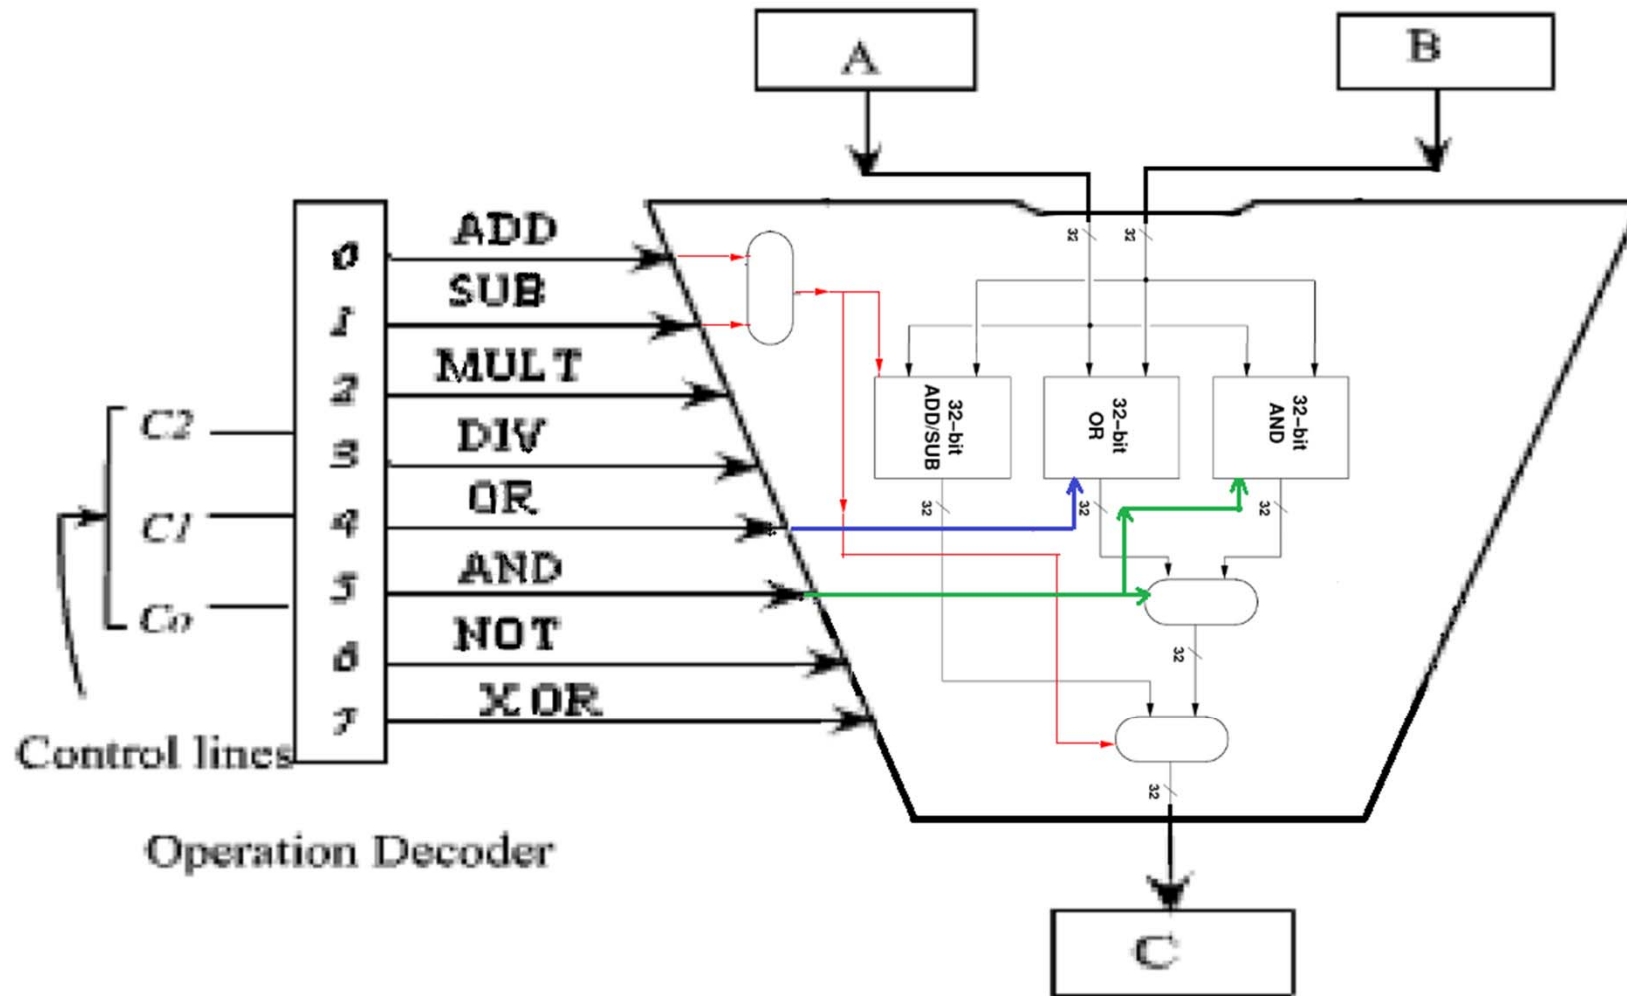 A
B
0
ADD
1
SUB
2
MULT
3
DIV
4
OR
5
AND
6
NOT
7
XOR
C2
C1
Co
Control lines
Operation Decoder
32
32
32-bit
ADD/SUB
32-bit
OR
32-bit
AND
32
32
32
32
32
C